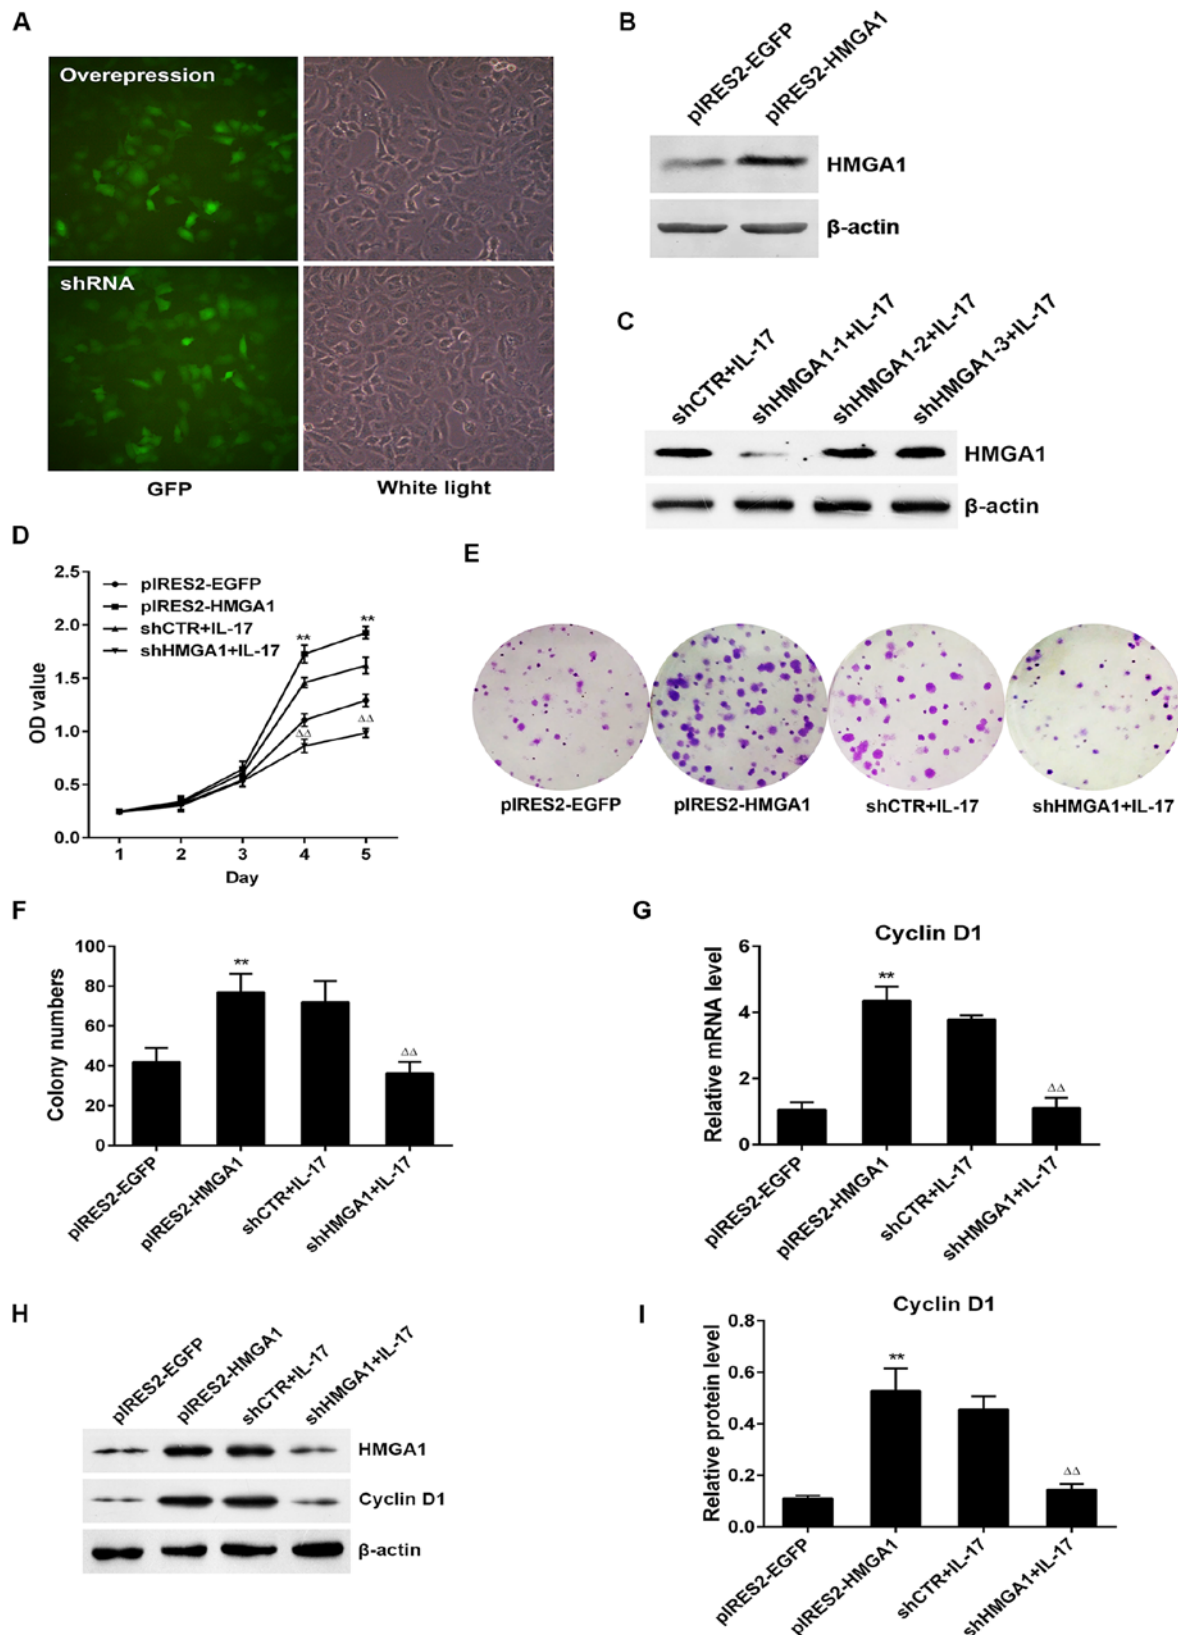 A
Overepression
shRNA
GFP
White light
B
pIRES2-EGFP
pIRES2-HMGA1
HMGA1
β-actin
C
shCTR+IL-17
shHMGA1-1+IL-17
shHMGA1-2+IL-17
shHMGA1-3+IL-17
HMGA1
β-actin
D
2.5
2.0
1.5
1.0
0.5
0.0
OD value
pIRES2-EGFP
pIRES2-HMGA1
shCTR+IL-17
shHMGA1+IL-17
**
**
ΔΔ
ΔΔ
1 2 3 4 5
Day
E
pIRES2-EGFP
pIRES2-HMGA1
shCTR+IL-17
shHMGA1+IL-17
F
100
80
60
40
20
0
Colony numbers
**
ΔΔ
pIRES2-EGFP
pIRES2-HMGA1
shCTR+IL-17
shHMGA1+IL-17
G
Cyclin D1
6
4
2
0
Relative mRNA level
**
ΔΔ
pIRES2-EGFP
pIRES2-HMGA1
shCTR+IL-17
shHMGA1+IL-17
H
pIRES2-EGFP
pIRES2-HMGA1
shCTR+IL-17
shHMGA1+IL-17
HMGA1
Cyclin D1
β-actin
I
Cyclin D1
0.8
0.6
0.4
0.2
0.0
Relative protein level
**
ΔΔ
pIRES2-EGFP
pIRES2-HMGA1
shCTR+IL-17
shHMGA1+IL-17